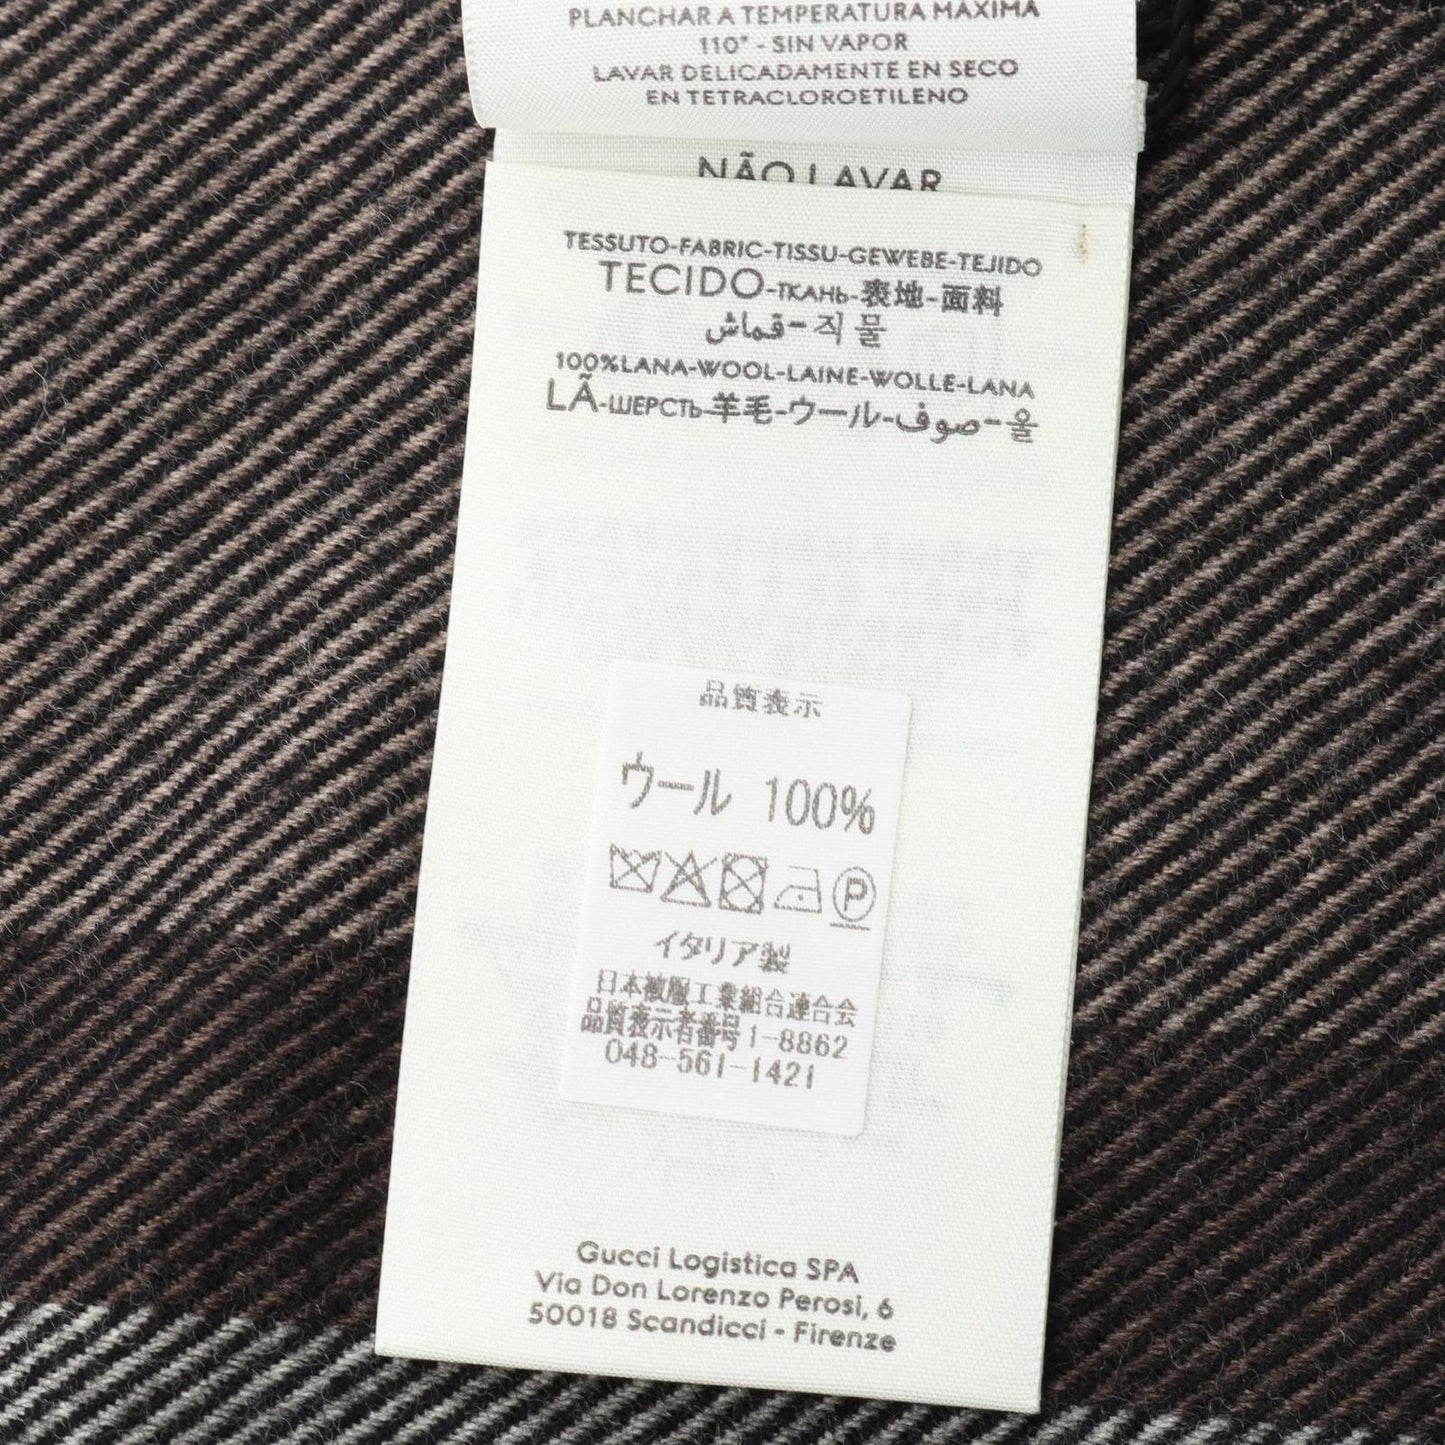 PLANCHAR A TEMPERATURA MÁXIMA
110° - SIN VAPOR
LAVAR DELICADAMENTE EN SECO
EN TETRACLOROETILENO
NÃO LAVAR
TESSUTO-FABRIC-TISSU-GEWEBE-TEJIDO
TECIDO-ТКАНЬ-表地-面料
قماش-직물
100%LANA-WOOL-LAINE-WOLLE-LANA
LÃ-ШЕРСТЬ-羊毛-ウール-صوف-울
品質表示
ウール 100%
P
イタリア製
日本被服工業組合連合会
品質表示者番号 1-8862
048-561-1421
Gucci Logistica SPA
Via Don Lorenzo Perosi, 6
50018 Scandicci - Firenze